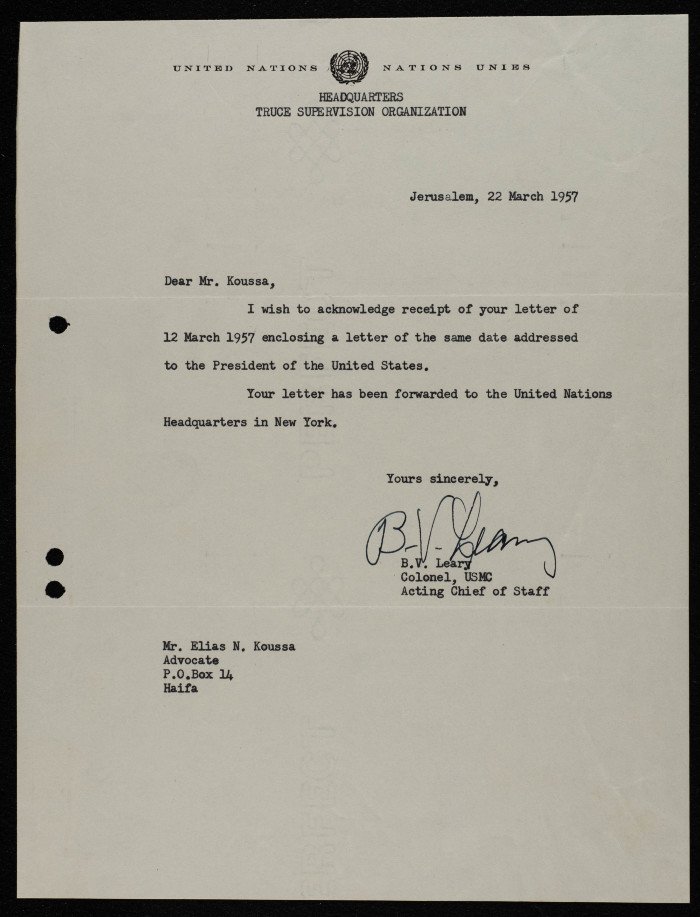 UNITED NATIONS NATIONS UNIES
HEADQUARTERS
TRUCE SUPERVISION ORGANIZATION
Jerusalem, 22 March 1957
Dear Mr. Koussa,
I wish to acknowledge receipt of your letter of
12 March 1957 enclosing a letter of the same date addressed
to the President of the United States.
Your letter has been forwarded to the United Nations
Headquarters in New York.
Yours sincerely,
B.V. Leary
B.V. Leary
Colonel, USMC
Acting Chief of Staff
Mr. Elias N. Koussa
Advocate
P.O.Box 14
Haifa